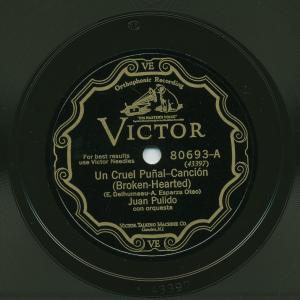 VE
Orthophonic Recording
"HIS MASTER'S VOICE"
VICTOR
For best results
use Victor Needles
80693-A
(43397)
Un Cruel Puñal—Canción
(Broken-Hearted)
(E. Delhumeau-A. Esparza Oteo)
Juan Pulido
con orquesta
VICTOR TALKING MACHINE CO.
Camden, N.J.
VE
43397